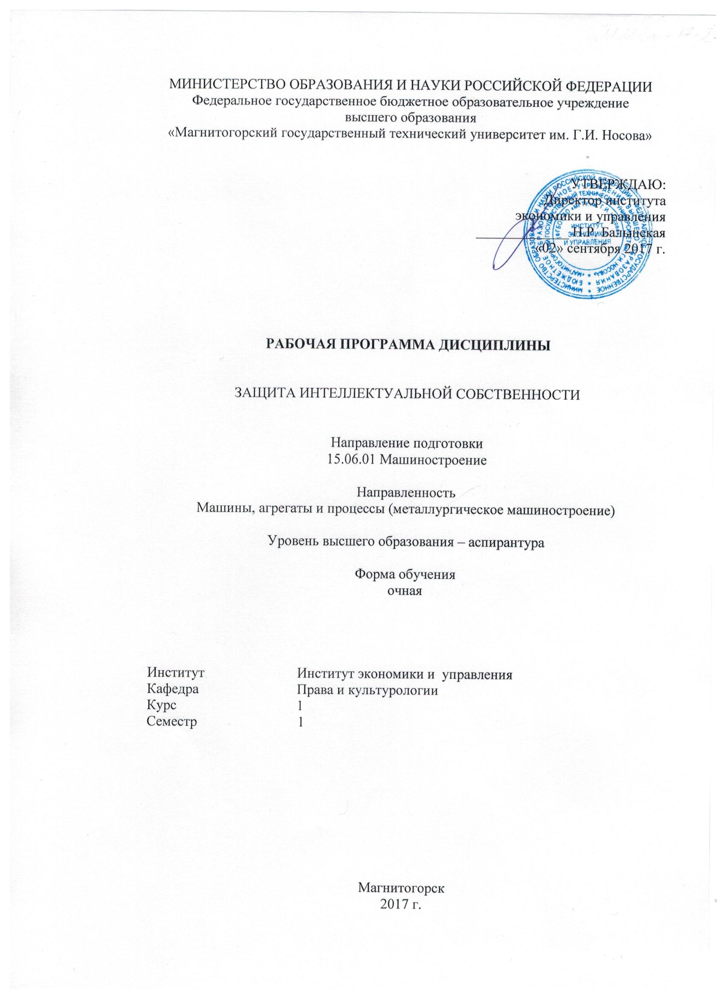 МИНИСТЕРСТВО ОБРАЗОВАНИЯ И НАУКИ РОССИЙСКОЙ ФЕДЕРАЦИИ
Федеральное государственное бюджетное образовательное учреждение
высшего образования
«Магнитогорский государственный технический университет им. Г.И. Носова»
УТВЕРЖДАЮ:
Директор института
экономики и управления
Н.Р. Балынская
«02» сентября 2017 г.
ИНСТИТУТ
ЭКОНОМИКИ
И УПРАВЛЕНИЯ
РАБОЧАЯ ПРОГРАММА ДИСЦИПЛИНЫ
ЗАЩИТА ИНТЕЛЛЕКТУАЛЬНОЙ СОБСТВЕННОСТИ
Направление подготовки
15.06.01 Машиностроение
Направленность
Машины, агрегаты и процессы (металлургическое машиностроение)
Уровень высшего образования – аспирантура
Форма обучения
очная
Институт Институт экономики и управления
Кафедра Права и культурологии
Курс 1
Семестр 1
Магнитогорск
2017 г.